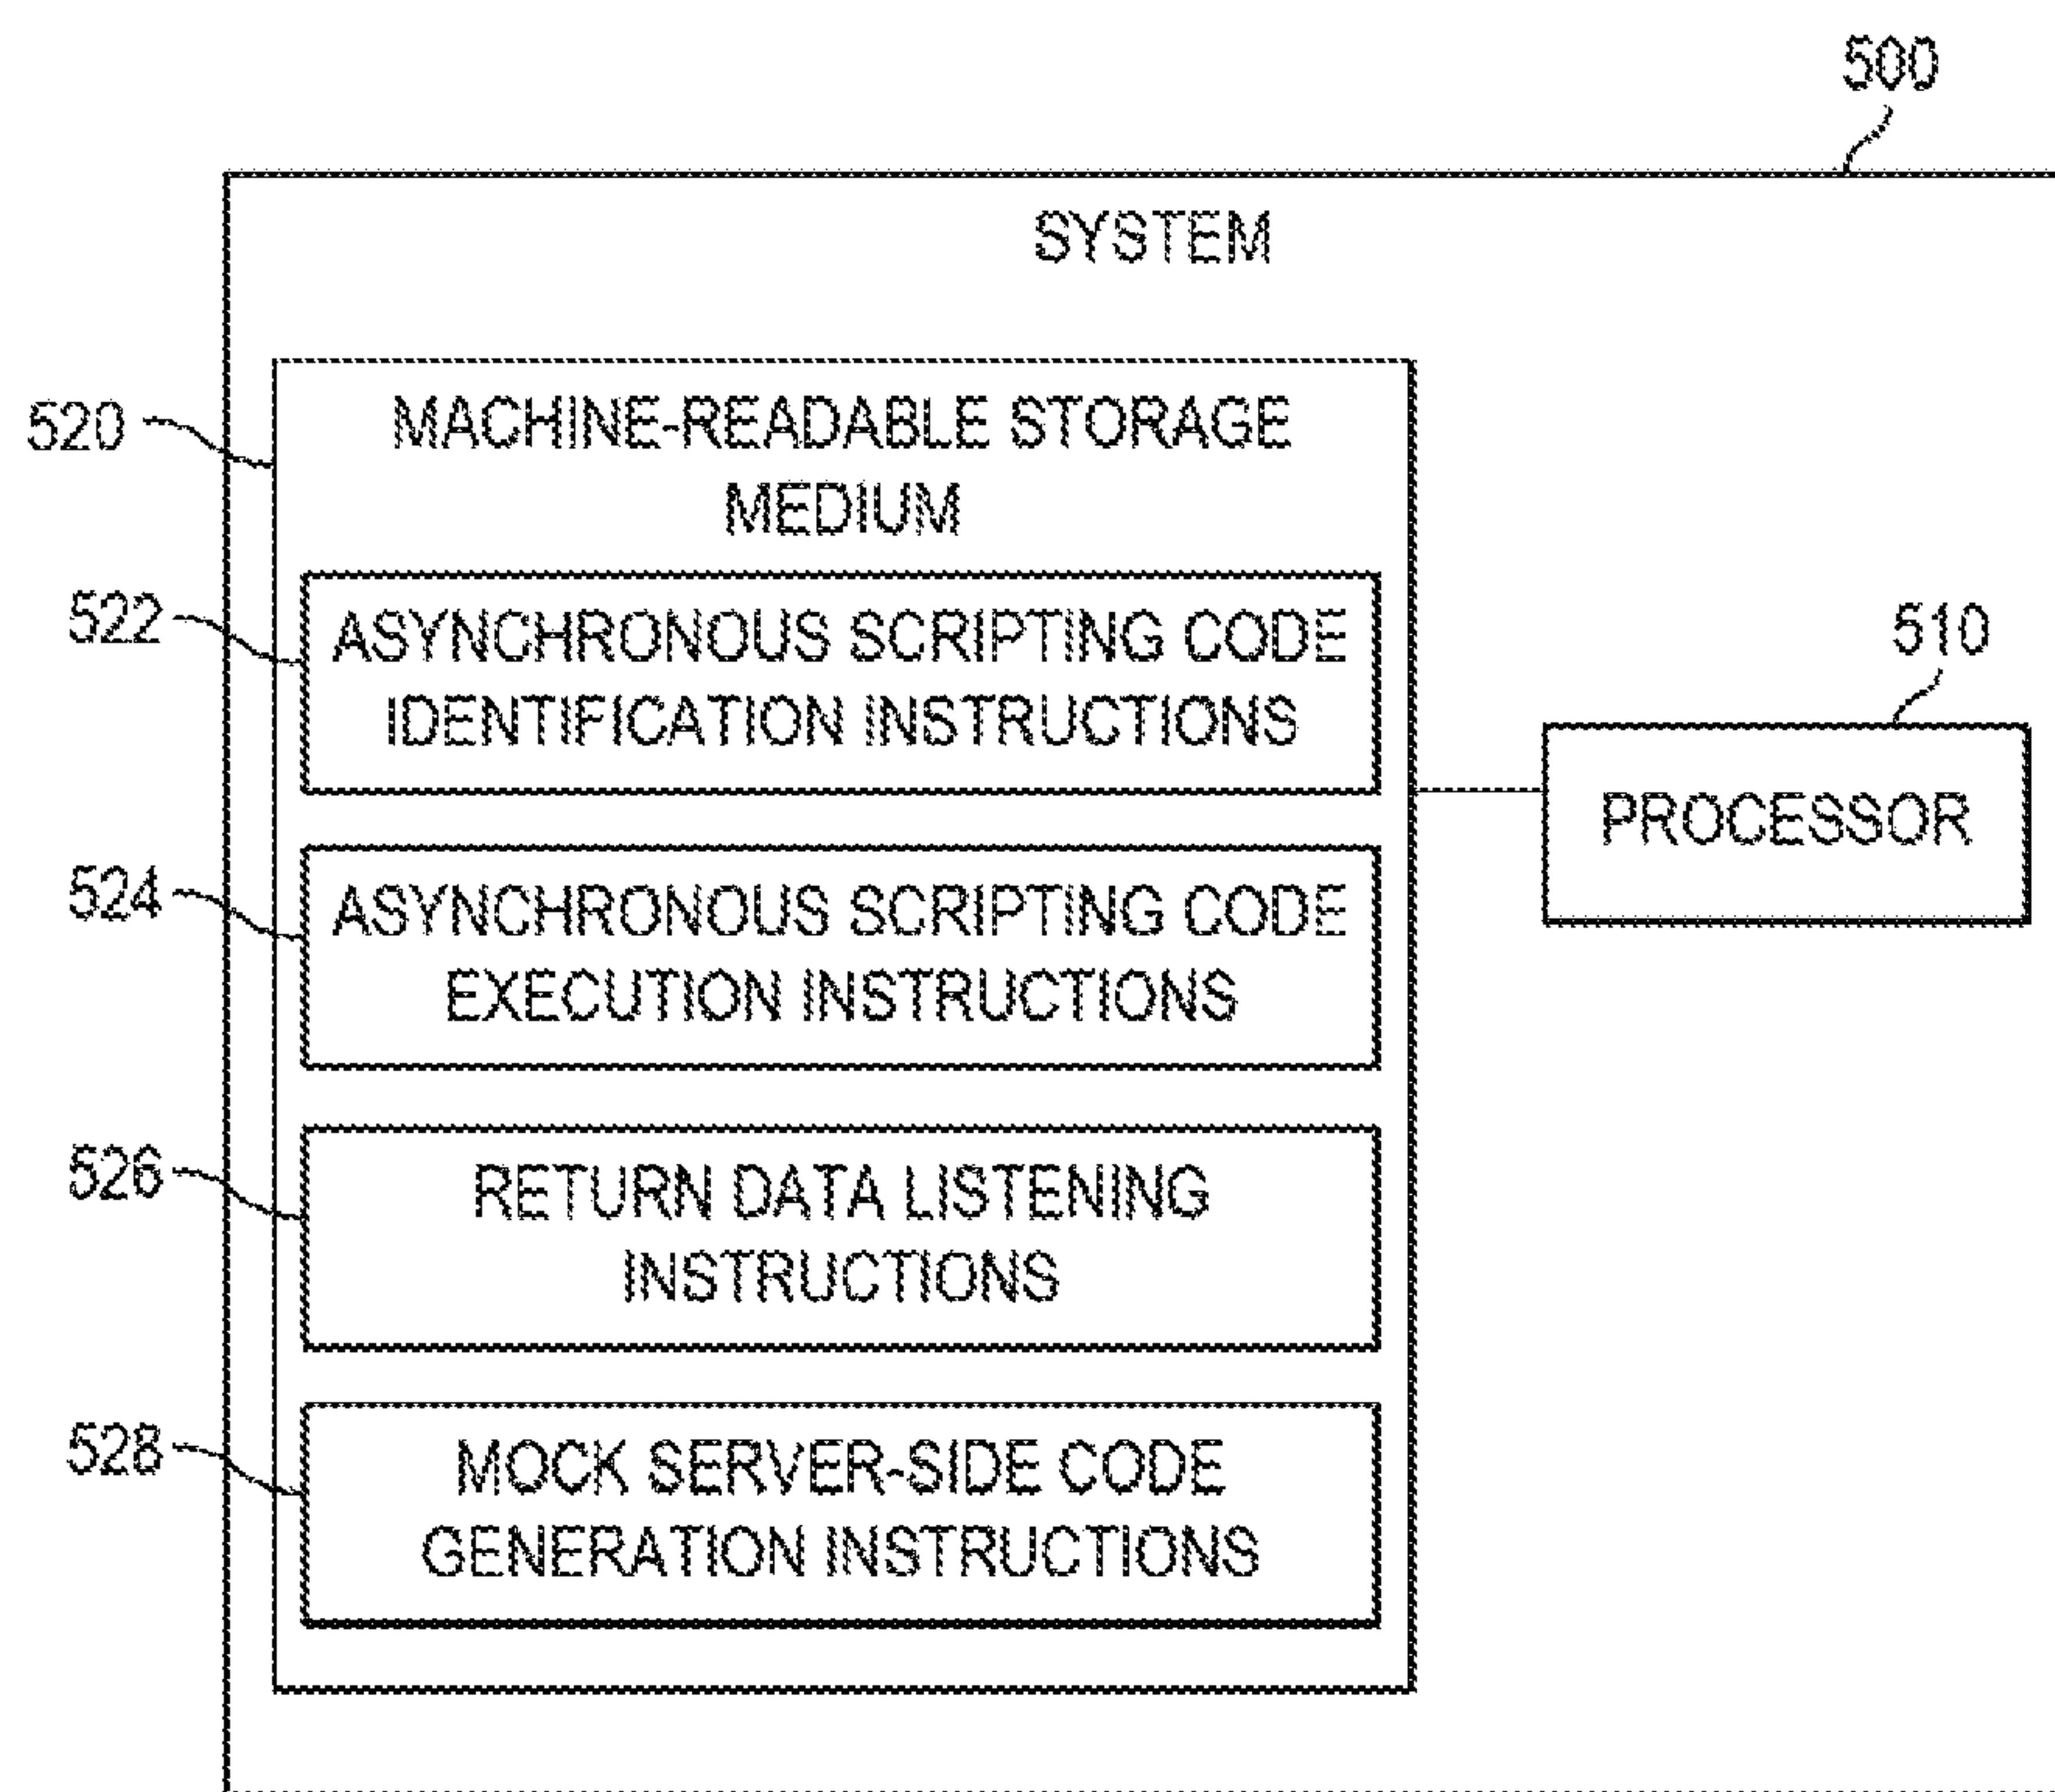 500
SYSTEM
520
MACHINE-READABLE STORAGE
MEDIUM
522
ASYNCHRONOUS SCRIPTING CODE
IDENTIFICATION INSTRUCTIONS
510
PROCESSOR
524
ASYNCHRONOUS SCRIPTING CODE
EXECUTION INSTRUCTIONS
526
RETURN DATA LISTENING
INSTRUCTIONS
528
MOCK SERVER-SIDE CODE
GENERATION INSTRUCTIONS